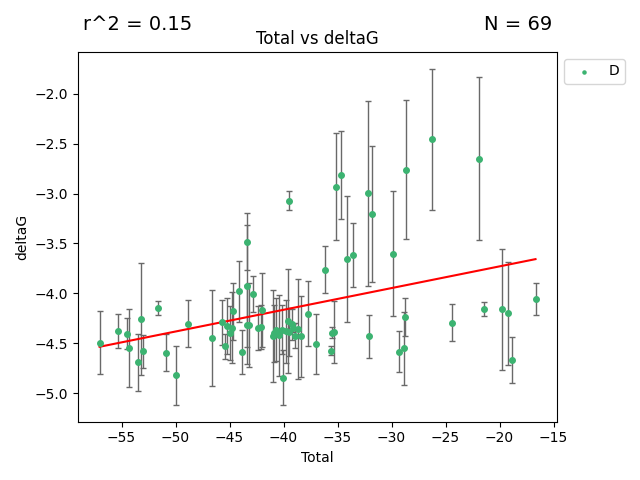 r^2 = 0.15 N = 69
Total vs deltaG
D
−2.0
−2.5
−3.0
−3.5
−4.0
−4.5
−5.0
deltaG
−55 −50 −45 −40 −35 −30 −25 −20 −15
Total